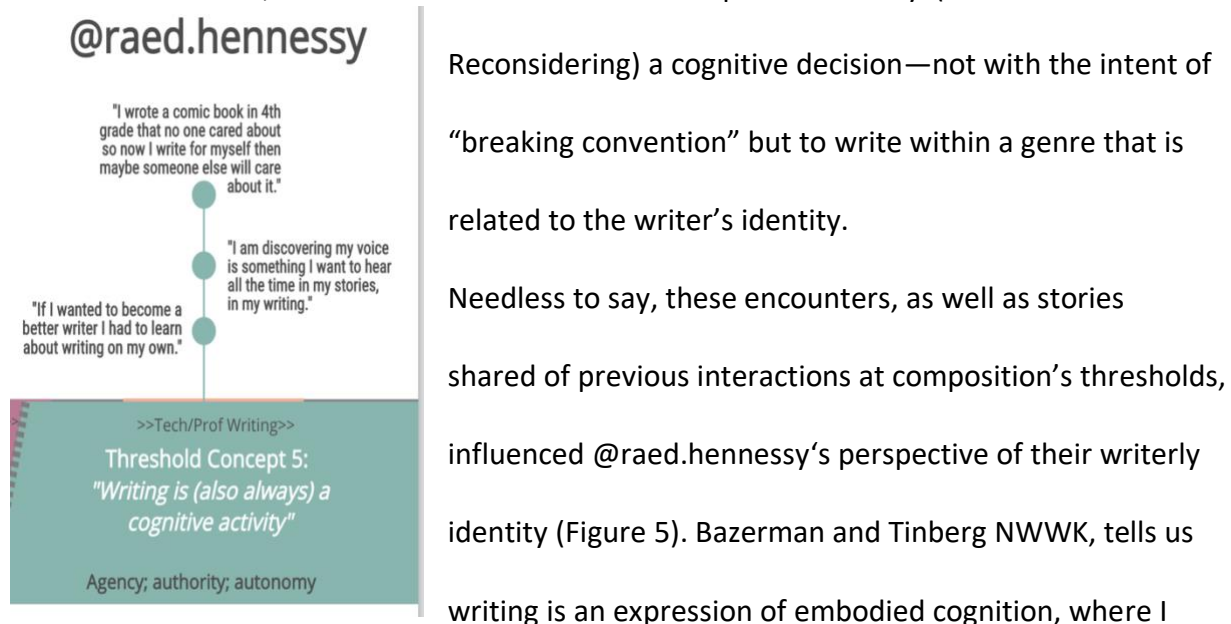 @raed.hennessy
"I wrote a comic book in 4th
grade that no one cared about
so now I write for myself then
maybe someone else will care
about it."
"I am discovering my voice
is something I want to hear
all the time in my stories,
in my writing."
"If I wanted to become a
better writer I had to learn
about writing on my own."
>>Tech/Prof Writing>>
Threshold Concept 5:
"Writing is (also always) a
cognitive activity"
Agency; authority; autonomy
Reconsidering) a cognitive decision—not with the intent of
“breaking convention” but to write within a genre that is
related to the writer’s identity.
Needless to say, these encounters, as well as stories
shared of previous interactions at composition’s thresholds,
influenced @raed.hennessy‘s perspective of their writerly
identity (Figure 5). Bazerman and Tinberg NWWK, tells us
writing is an expression of embodied cognition, where I